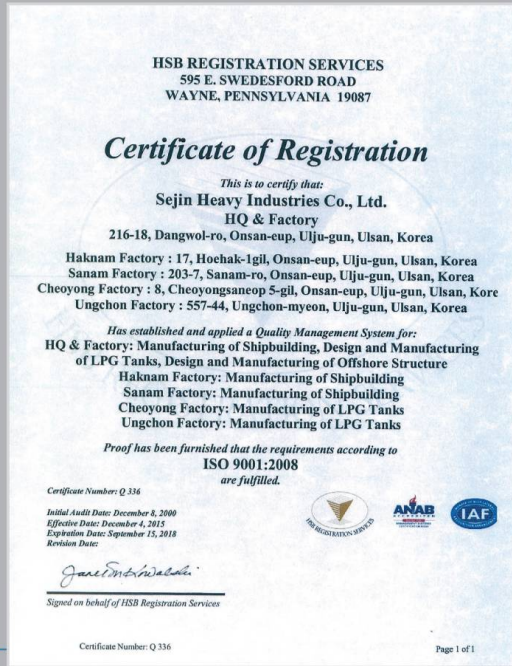 HSB REGISTRATION SERVICES
595 E. SWEDESFORD ROAD
WAYNE, PENNSYLVANIA 19087
Certificate of Registration
This is to certify that:
Sejin Heavy Industries Co., Ltd.
HQ & Factory
216-18, Dangwol-ro, Onsan-eup, Ulju-gun, Ulsan, Korea
Haknam Factory : 17, Hoehak-1gil, Onsan-eup, Ulju-gun, Ulsan, Korea
Sanam Factory : 203-7, Sanam-ro, Onsan-eup, Ulju-gun, Ulsan, Korea
Cheoyong Factory : 8, Cheoyongsaneop 5-gil, Onsan-eup, Ulju-gun, Ulsan, Kore
Ungchon Factory : 557-44, Ungchon-myeon, Ulju-gun, Ulsan, Korea
Has established and applied a Quality Management System for:
HQ & Factory: Manufacturing of Shipbuilding, Design and Manufacturing
of LPG Tanks, Design and Manufacturing of Offshore Structure
Haknam Factory: Manufacturing of Shipbuilding
Sanam Factory: Manufacturing of Shipbuilding
Cheoyong Factory: Manufacturing of LPG Tanks
Ungchon Factory: Manufacturing of LPG Tanks
Proof has been furnished that the requirements according to
ISO 9001:2008
are fulfilled.
Certificate Number: Q 336
Initial Audit Date: December 8, 2000
Effective Date: December 4, 2015
Expiration Date: September 15, 2018
Revision Date:
HSB REGISTRATION SERVICES
ANAB
ACCREDITED
IAF
Janet M Kowalski
Signed on behalf of HSB Registration Services
Certificate Number: Q 336
Page 1 of 1